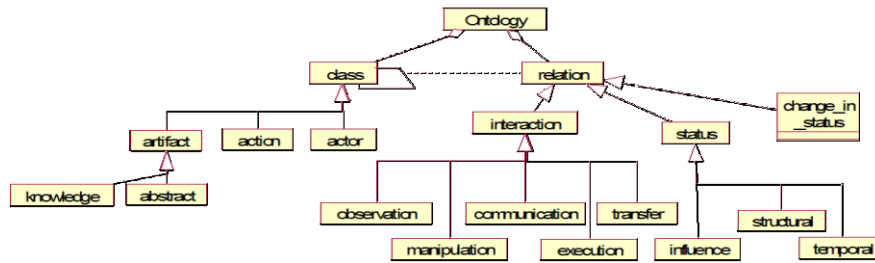 Ontology
class
relation
change_in
_status
interaction
status
artifact
action
actor
knowledge
abstract
observation
communication
transfer
structural
manipulation
execution
influence
temporal